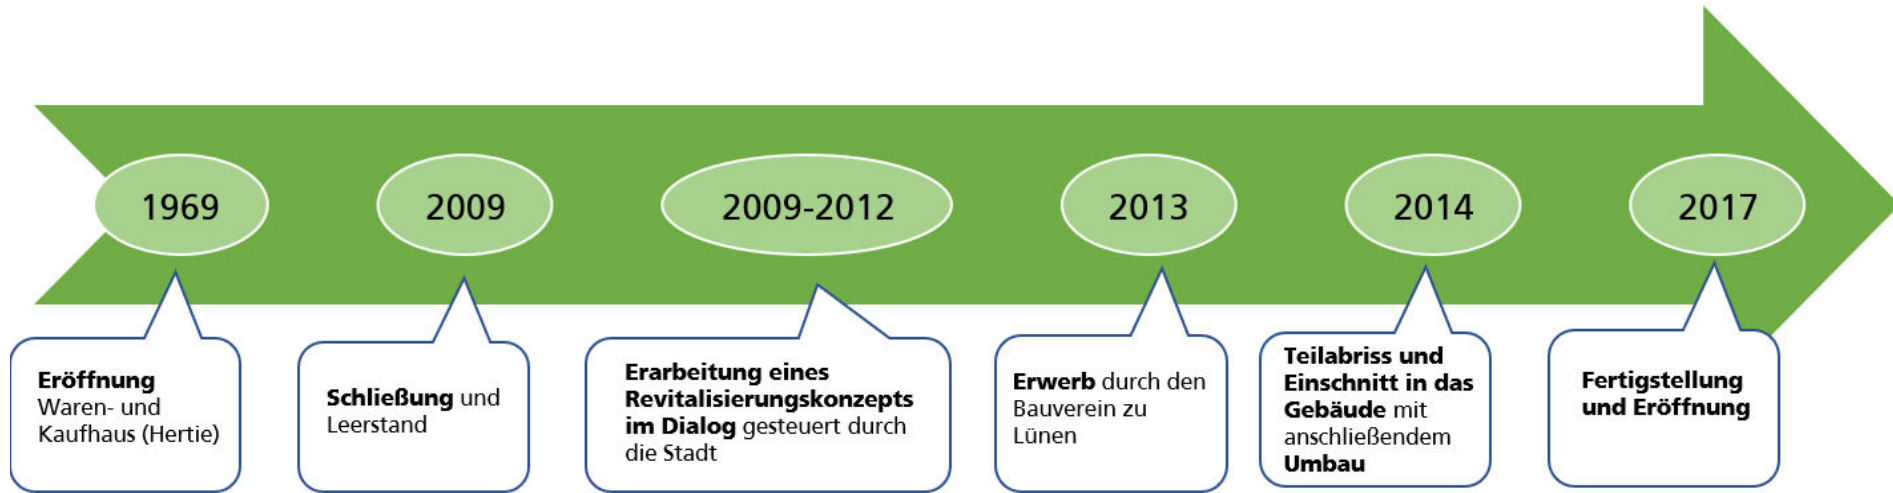 1969
2009
2009-2012
2013
2014
2017
Eröffnung
Waren- und
Kaufhaus (Hertie)
Schließung und
Leerstand
Erarbeitung eines
Revitalisierungskonzepts
im Dialog gesteuert durch
die Stadt
Erwerb durch den
Bauverein zu
Lünen
Teilabriss und
Einschnitt in das
Gebäude mit
anschließendem
Umbau
Fertigstellung
und Eröffnung